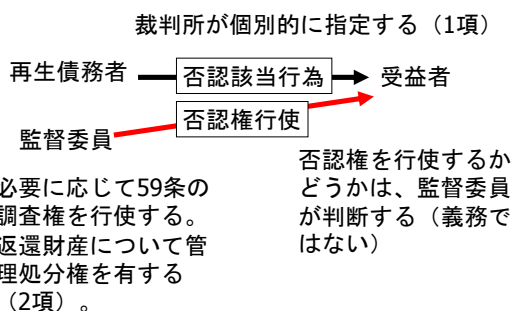 裁判所が個別的に指定する（1項）
再生債務者
否認該当行為
受益者
否認権行使
監督委員
必要に応じて59条の
調査権を行使する。
返還財産について管
理処分権を有する
（2項）。
否認権を行使するか
どうかは、監督委員
が判断する（義務で
はない）